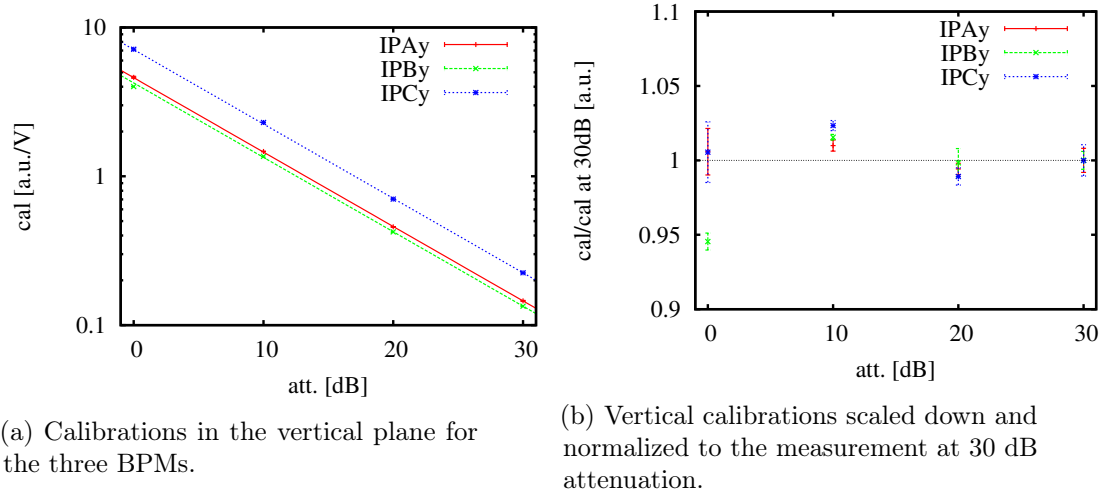 10
1
0.1
cal [a.u./V]
0
10
20
30
att. [dB]
IPAy
IPBy
IPCy
(a) Calibrations in the vertical plane for
the three BPMs.
1.1
1.05
1
0.95
0.9
cal/cal at 30dB [a.u.]
0
10
20
30
att. [dB]
IPAy
IPBy
IPCy
(b) Vertical calibrations scaled down and
normalized to the measurement at 30 dB
attenuation.